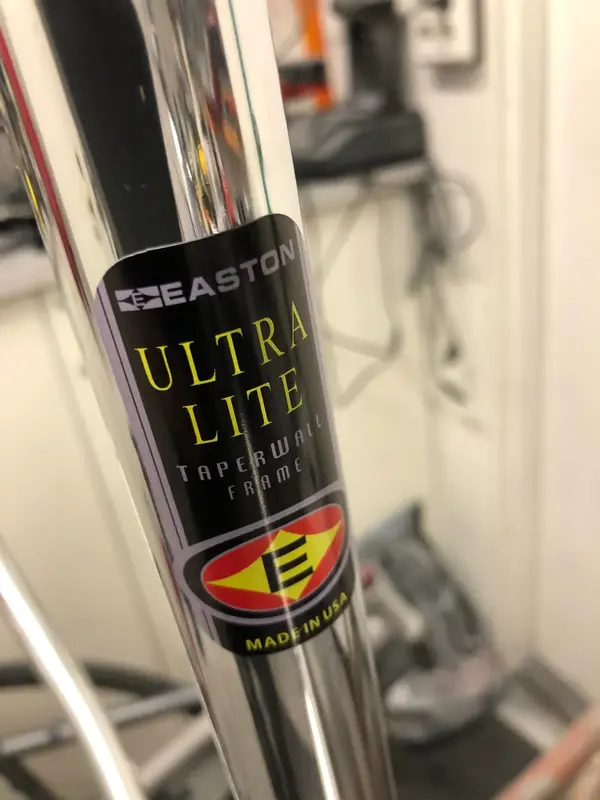 EASTON
ULTRA
LITE
TAPERWALL
FRAME
E
MADE IN USA